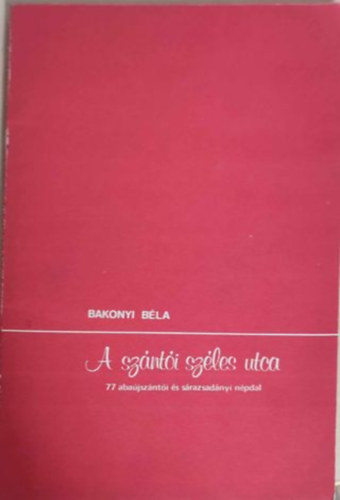 BAKONYI BÉLA
A szántói széles utca
77 abaújszántói és sárazsadányi népdal